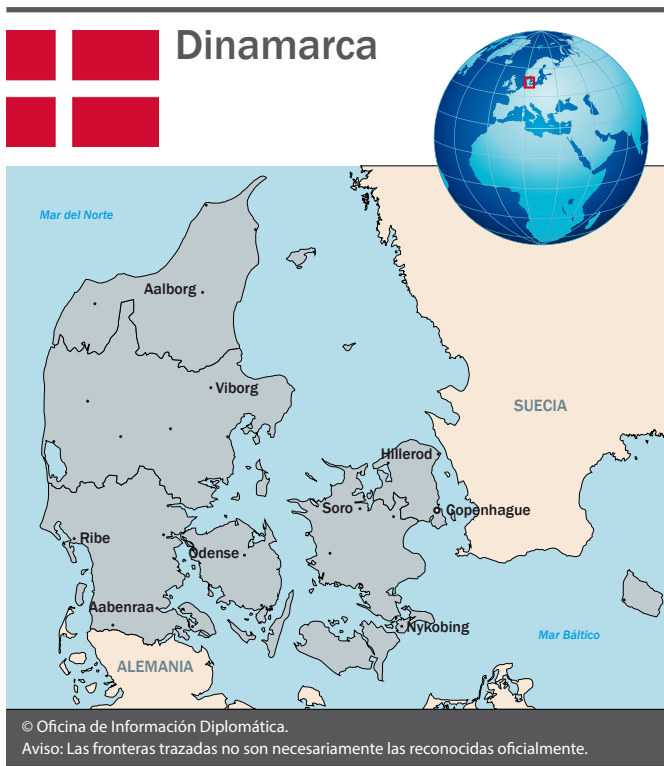 Dinamarca
Mar del Norte
Aalborg
Viborg
SUECIA
Hillerod
Soro
Copenhague
Ribe
Odense
Aabenraa
Nykobing
Mar Báltico
ALEMANIA
© Oficina de Información Diplomática.
Aviso: Las fronteras trazadas no son necesariamente las reconocidas oficialmente.